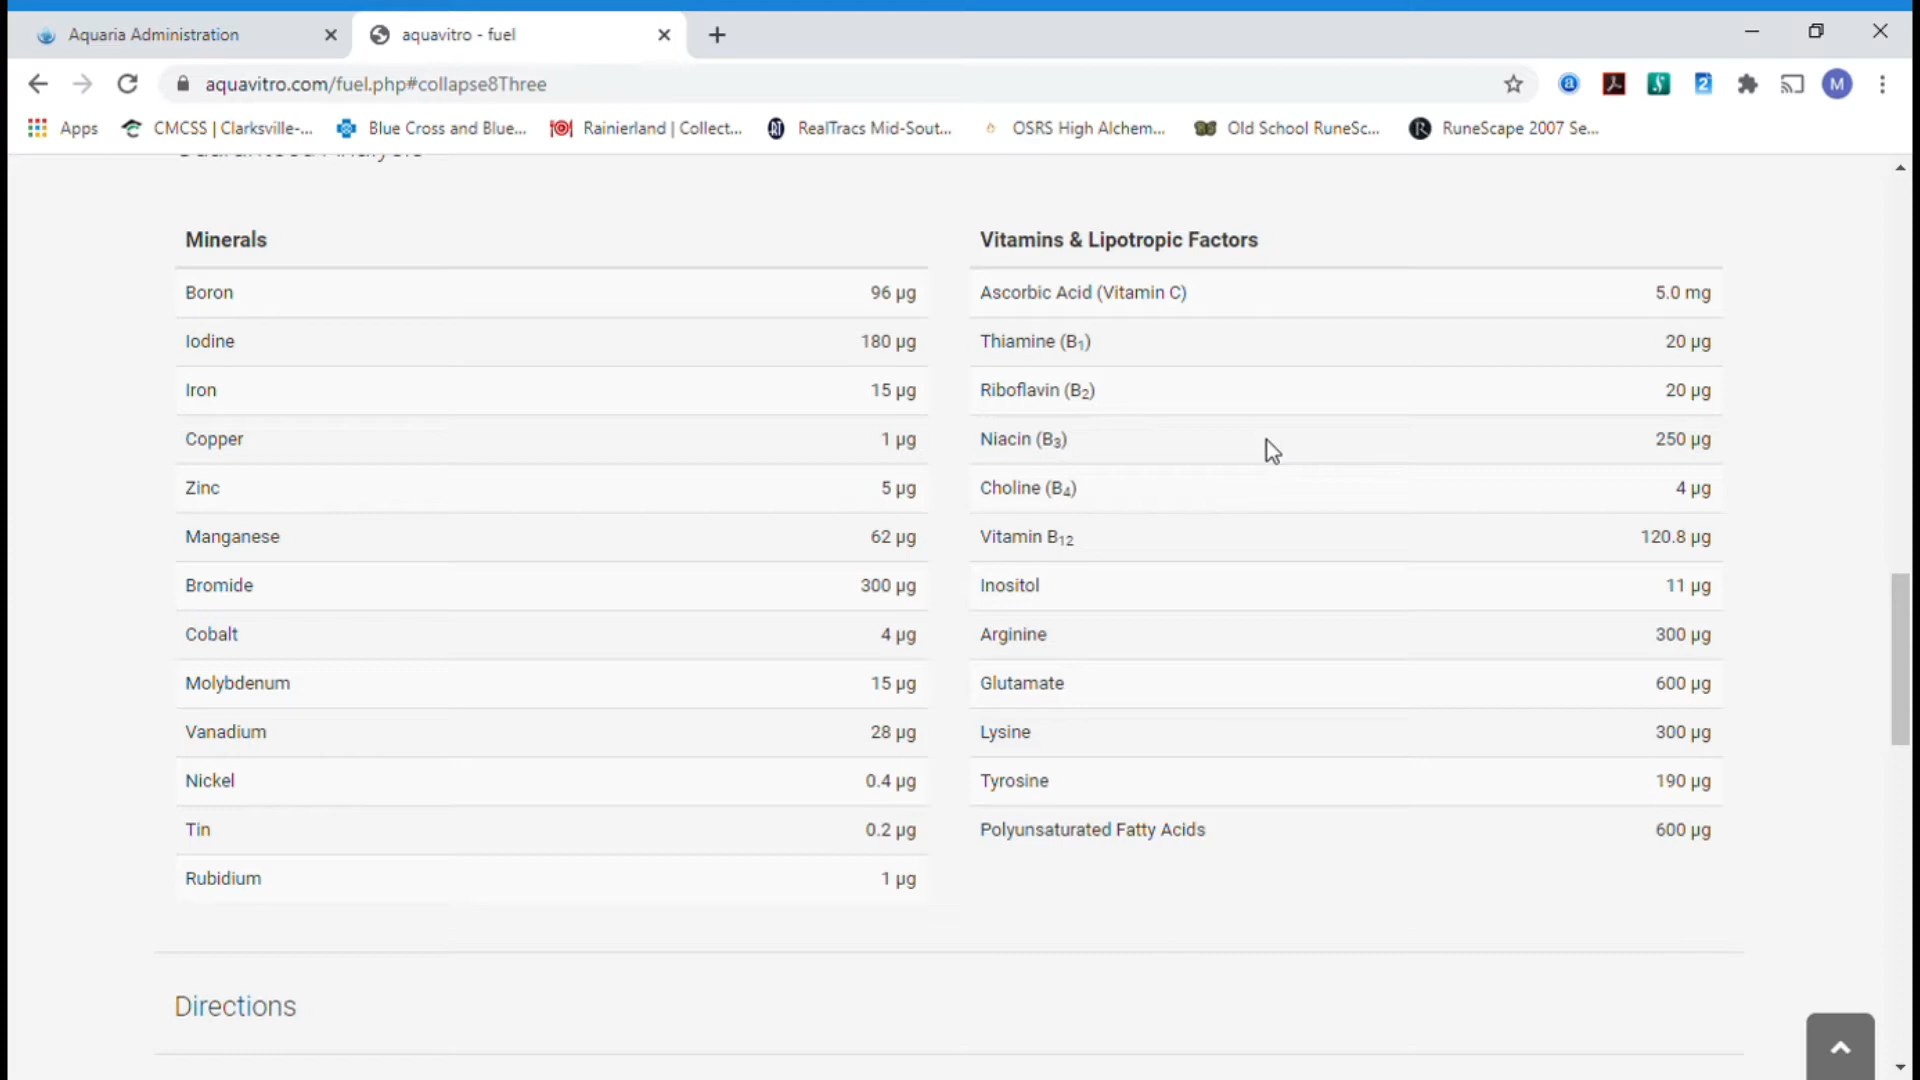 Aquaria Administration
aquavitro - fuel
aquavitro.com/fuel.php#collapse8Three
M
Apps
CMCSS | Clarksville-...
Blue Cross and Blue...
Rainierland | Collect...
RealTracs Mid-Sout...
OSRS High Alchem...
Old School RuneSc...
RuneScape 2007 Se...
Guaranteed Analysis
Minerals
Boron 96 µg
Iodine 180 µg
Iron 15 µg
Copper 1 µg
Zinc 5 µg
Manganese 62 µg
Bromide 300 µg
Cobalt 4 µg
Molybdenum 15 µg
Vanadium 28 µg
Nickel 0.4 µg
Tin 0.2 µg
Rubidium 1 µg
Vitamins & Lipotropic Factors
Ascorbic Acid (Vitamin C) 5.0 mg
Thiamine (B₁) 20 µg
Riboflavin (B₂) 20 µg
Niacin (B₃) 250 µg
Choline (B₄) 4 µg
Vitamin B₁₂ 120.8 µg
Inositol 11 µg
Arginine 300 µg
Glutamate 600 µg
Lysine 300 µg
Tyrosine 190 µg
Polyunsaturated Fatty Acids 600 µg
Directions